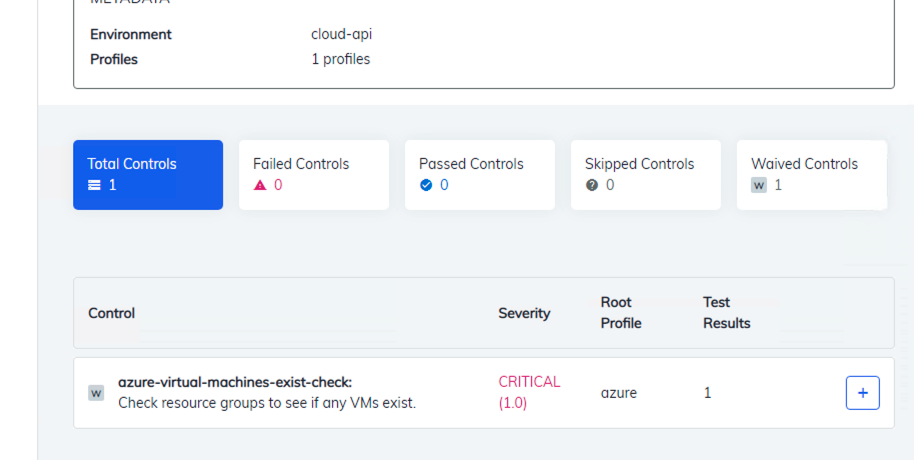 METADATA
Environment cloud-api
Profiles 1 profiles
Total Controls Failed Controls Passed Controls Skipped Controls Waived Controls
1 0 0 0 W 1
Control Severity Root Profile Test Results
W azure-virtual-machines-exist-check: CRITICAL azure 1 +
Check resource groups to see if any VMs exist. (1.0)